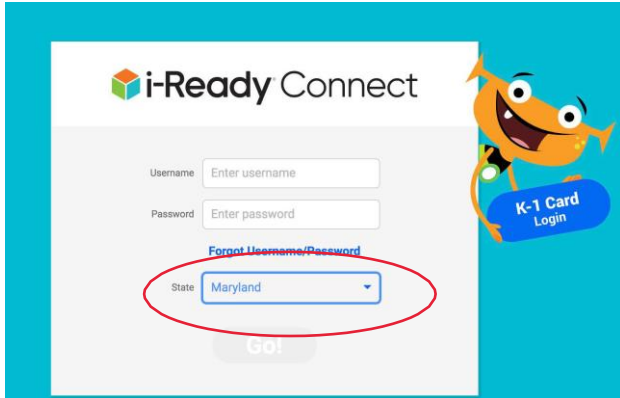 i-Ready Connect
Username Enter username
Password Enter password
Forgot Username/Password
State Maryland
Go!
K-1 Card
Login